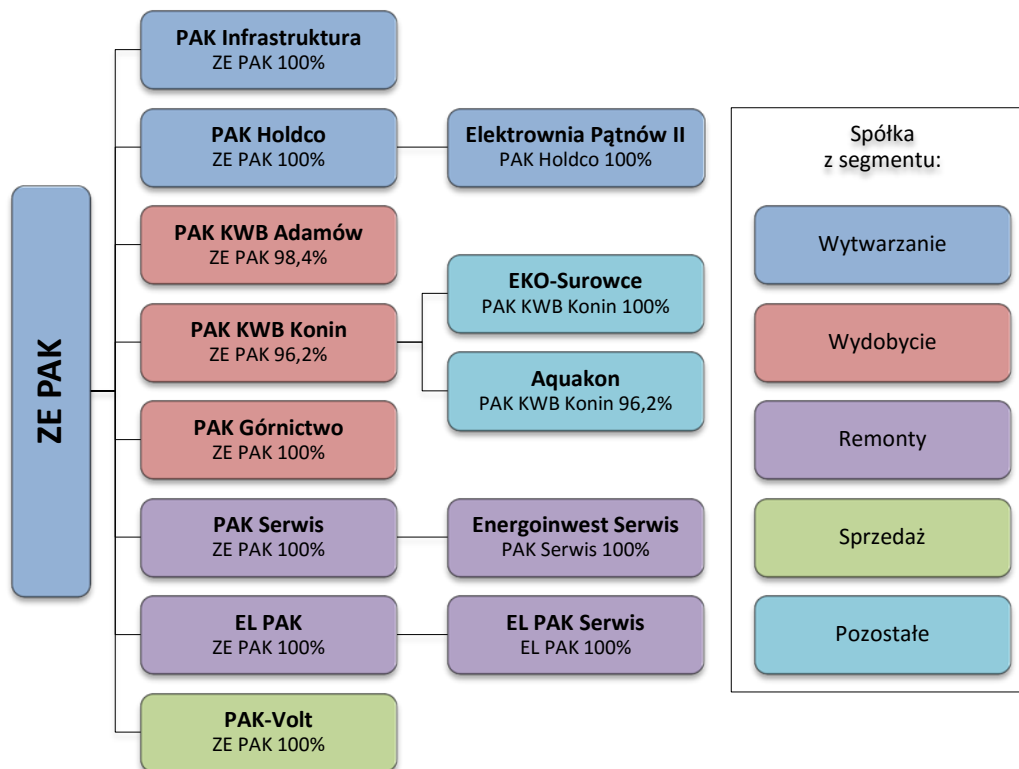 ZE PAK
PAK Infrastruktura
ZE PAK 100%
PAK Holdco
ZE PAK 100%
Elektrownia Pątnów II
PAK Holdco 100%
PAK KWB Adamów
ZE PAK 98,4%
PAK KWB Konin
ZE PAK 96,2%
EKO-Surowce
PAK KWB Konin 100%
Aquakon
PAK KWB Konin 96,2%
PAK Górnictwo
ZE PAK 100%
PAK Serwis
ZE PAK 100%
Energoinwest Serwis
PAK Serwis 100%
EL PAK
ZE PAK 100%
EL PAK Serwis
EL PAK 100%
PAK-Volt
ZE PAK 100%
Spółka
z segmentu:
Wytwarzanie
Wydobycie
Remonty
Sprzedaż
Pozostałe